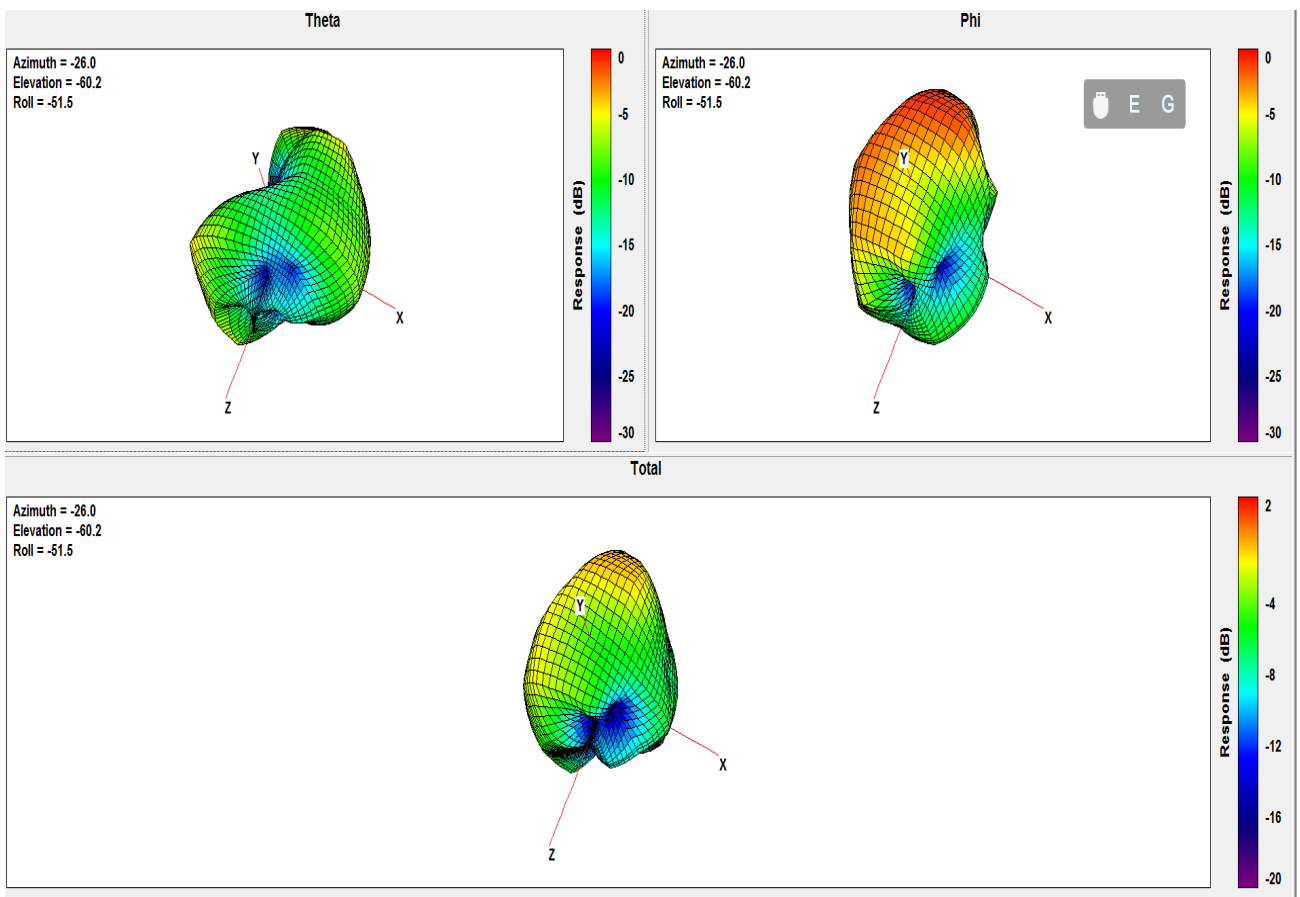 Theta
Azimuth = -26.0
Elevation = -60.2
Roll = -51.5
Y
X
Z
0
-5
-10
-15
-20
-25
-30
Response (dB)
Phi
Azimuth = -26.0
Elevation = -60.2
Roll = -51.5
E G
Y
X
Z
0
-5
-10
-15
-20
-25
-30
Response (dB)
Total
Azimuth = -26.0
Elevation = -60.2
Roll = -51.5
Y
X
Z
2
-4
-8
-12
-16
-20
Response (dB)